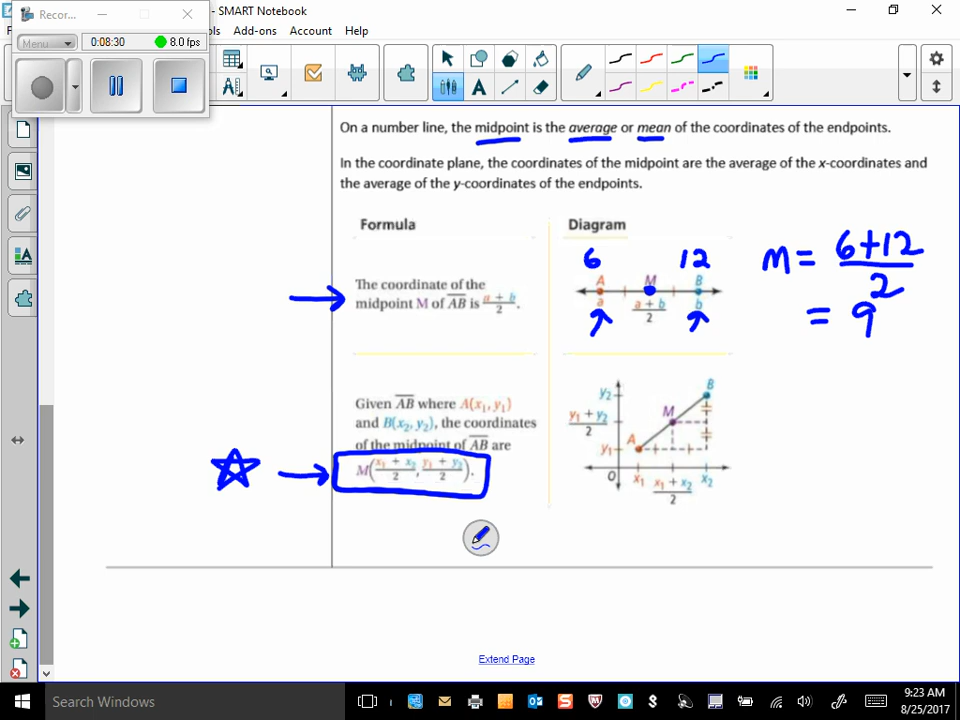 Recor...
- SMART Notebook
Menu
0:08:30
8.0 fps
ols Add-ons Account Help
On a number line, the midpoint is the average or mean of the coordinates of the endpoints.
In the coordinate plane, the coordinates of the midpoint are the average of the x-coordinates and
the average of the y-coordinates of the endpoints.
Formula
Diagram
The coordinate of the
midpoint M of AB is a + b / 2.
6 12
A M B
a a + b / 2 b
M = 6+12 / 2
= 9
Given AB where A(x₁, y₁)
and B(x₂, y₂), the coordinates
of the midpoint of AB are
M(x₁ + x₂ / 2, y₁ + y₂ / 2).
y₂ B
y₁ + y₂ / 2 M
y₁ A
O x₁ x₁ + x₂ / 2 x₂
Extend Page
Search Windows
9:23 AM
8/25/2017